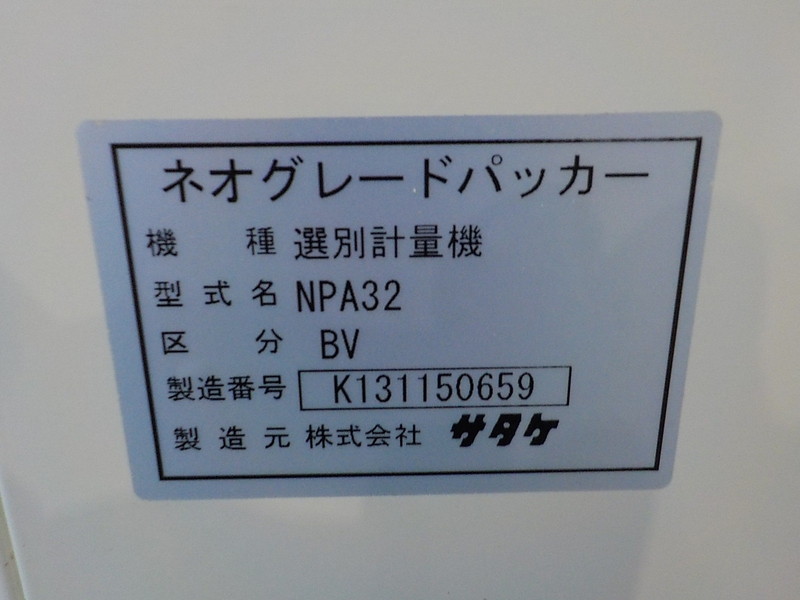 ネオグレードパッカー
機種 選別計量機
型式名 NPA32
区分 BV
製造番号 K131150659
製造元 株式会社 サタケ